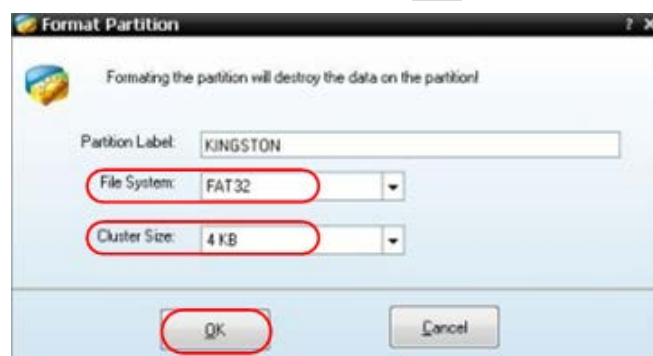 Format Partition ? X
Formating the partition will destroy the data on the partition!
Partition Label: KINGSTON
File System: FAT32
Cluster Size: 4 KB
OK Cancel